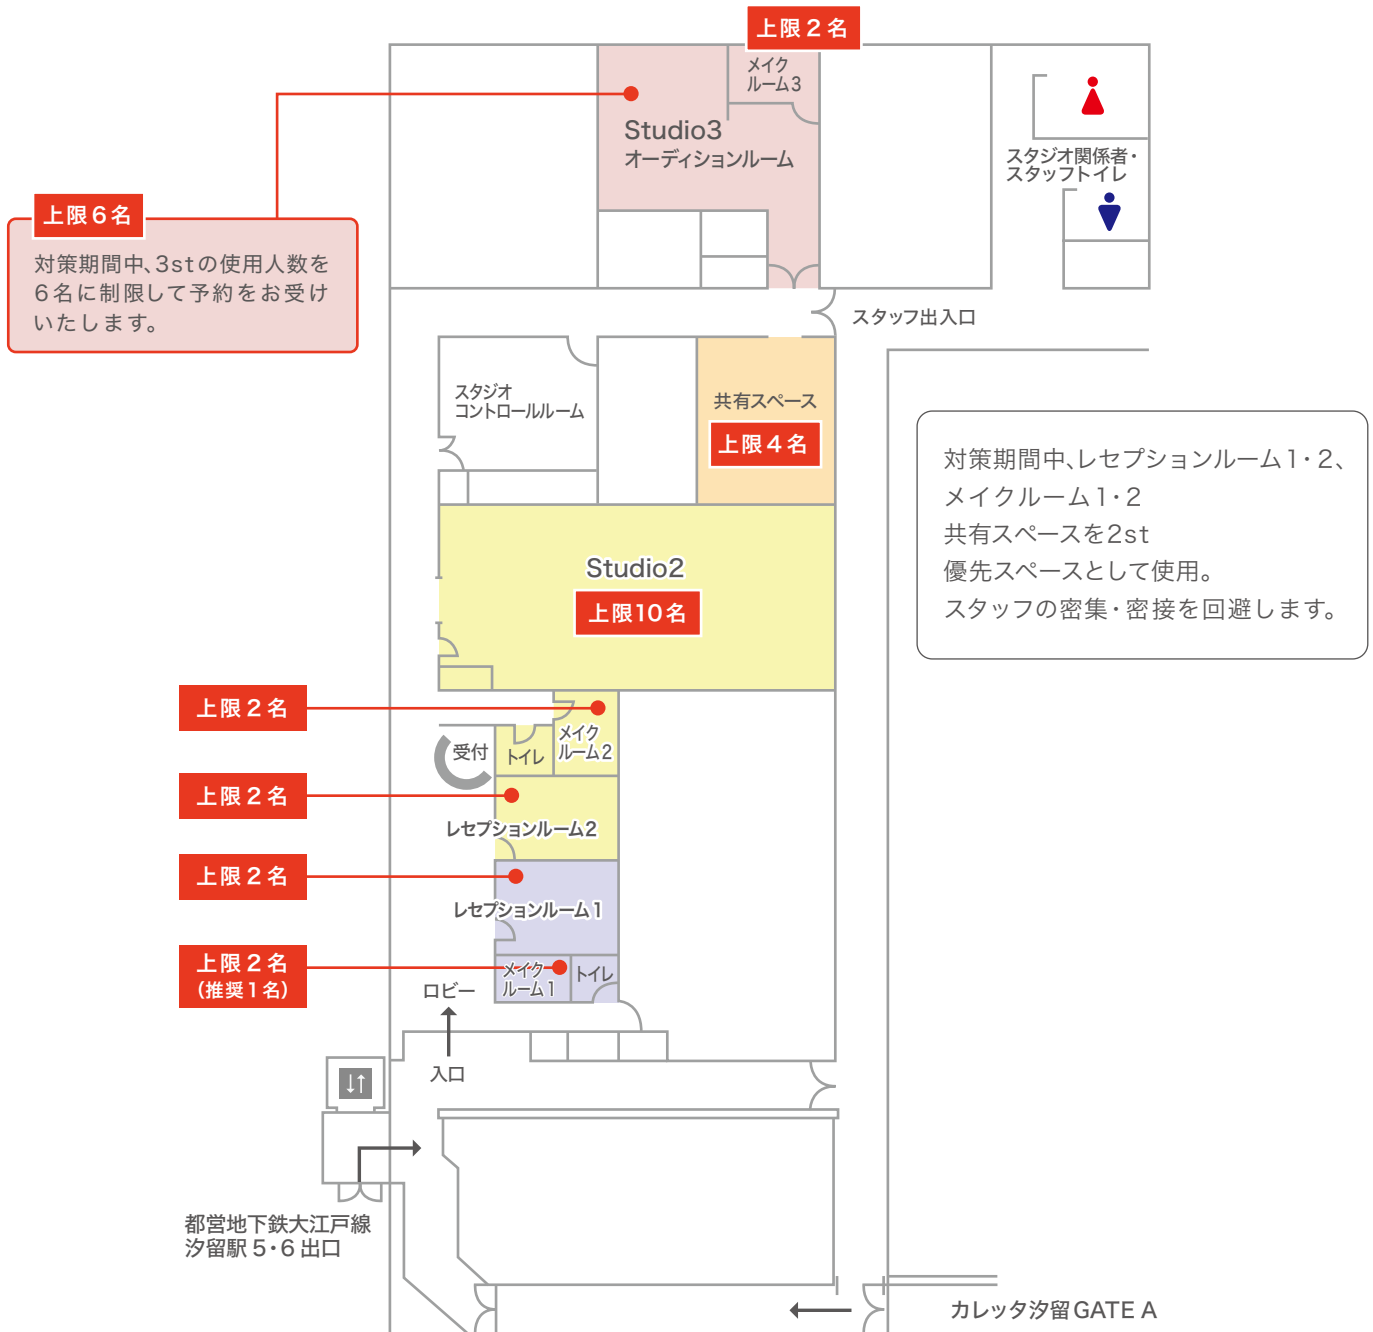 上限2名
メイク
ルーム3
Studio3
オーディションルーム
スタジオ関係者・
スタッフトイレ
上限6名
対策期間中、3stの使用人数を
6名に制限して予約をお受け
いたします。
スタッフ出入口
スタジオ
コントロールルーム
共有スペース
上限4名
対策期間中、レセプションルーム1・2、
メイクルーム1・2
共有スペースを2st
優先スペースとして使用。
スタッフの密集・密接を回避します。
Studio2
上限10名
上限2名
メイク
ルーム2
受付
トイレ
上限2名
レセプションルーム2
上限2名
レセプションルーム1
上限2名
(推奨1名)
メイク
ルーム1
トイレ
ロビー
入口
都営地下鉄大江戸線
汐留駅5・6出口
カレッタ汐留GATE A